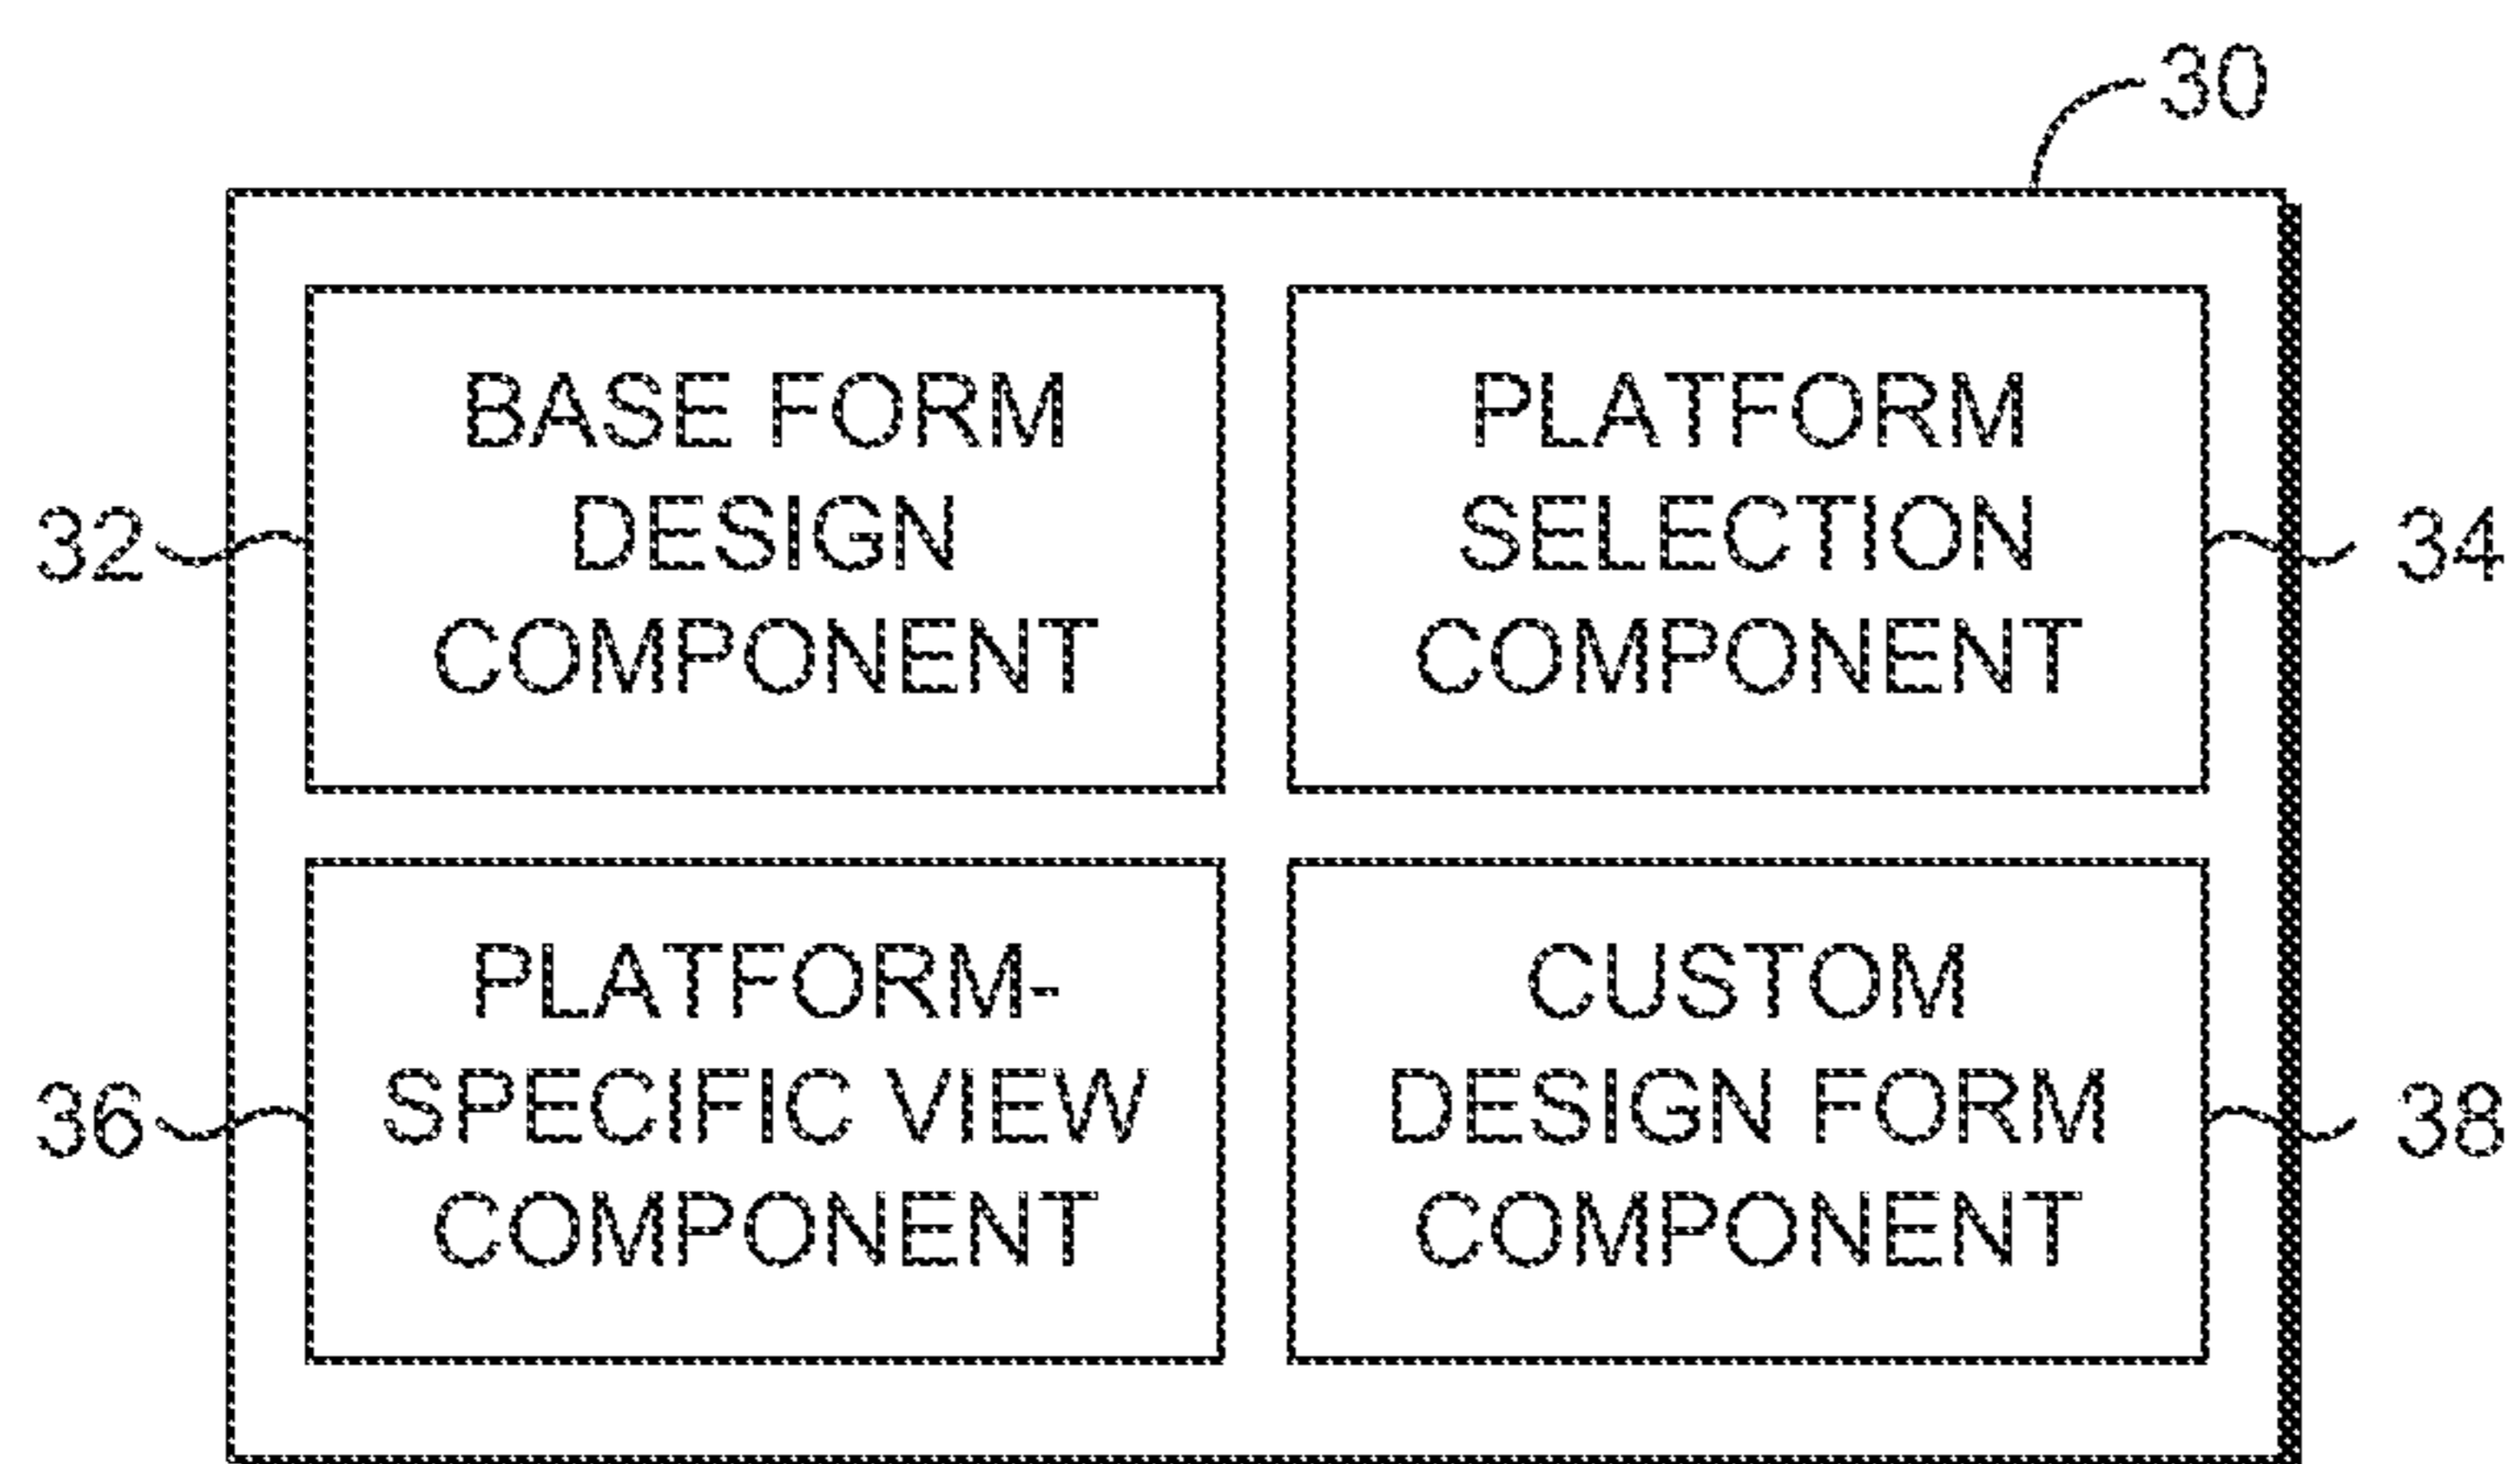 30
BASE FORM
DESIGN
COMPONENT
32
PLATFORM
SELECTION
COMPONENT
34
PLATFORM-
SPECIFIC VIEW
COMPONENT
36
CUSTOM
DESIGN FORM
COMPONENT
38